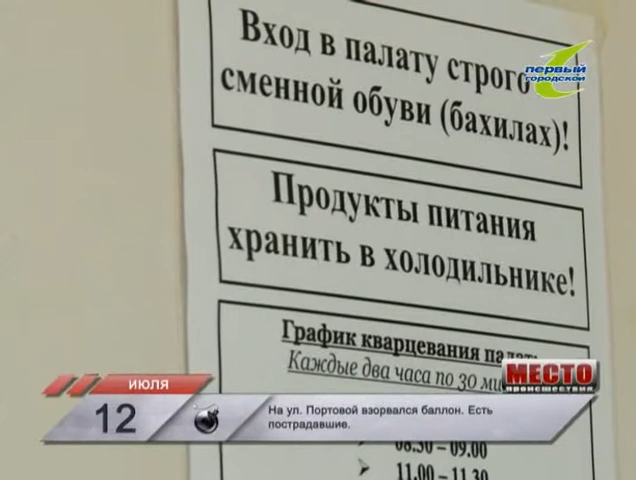 Вход в палату строго
сменной обуви (бахилах)!
первый
городской
Продукты питания
хранить в холодильнике!
График кварцевания
Каждые два часа по 30
МЕСТО
происшествия
ИЮЛЯ
12
На ул. Портовой взорвался баллон. Есть
пострадавшие.
08.30 – 09.00
11.00 – 11.30